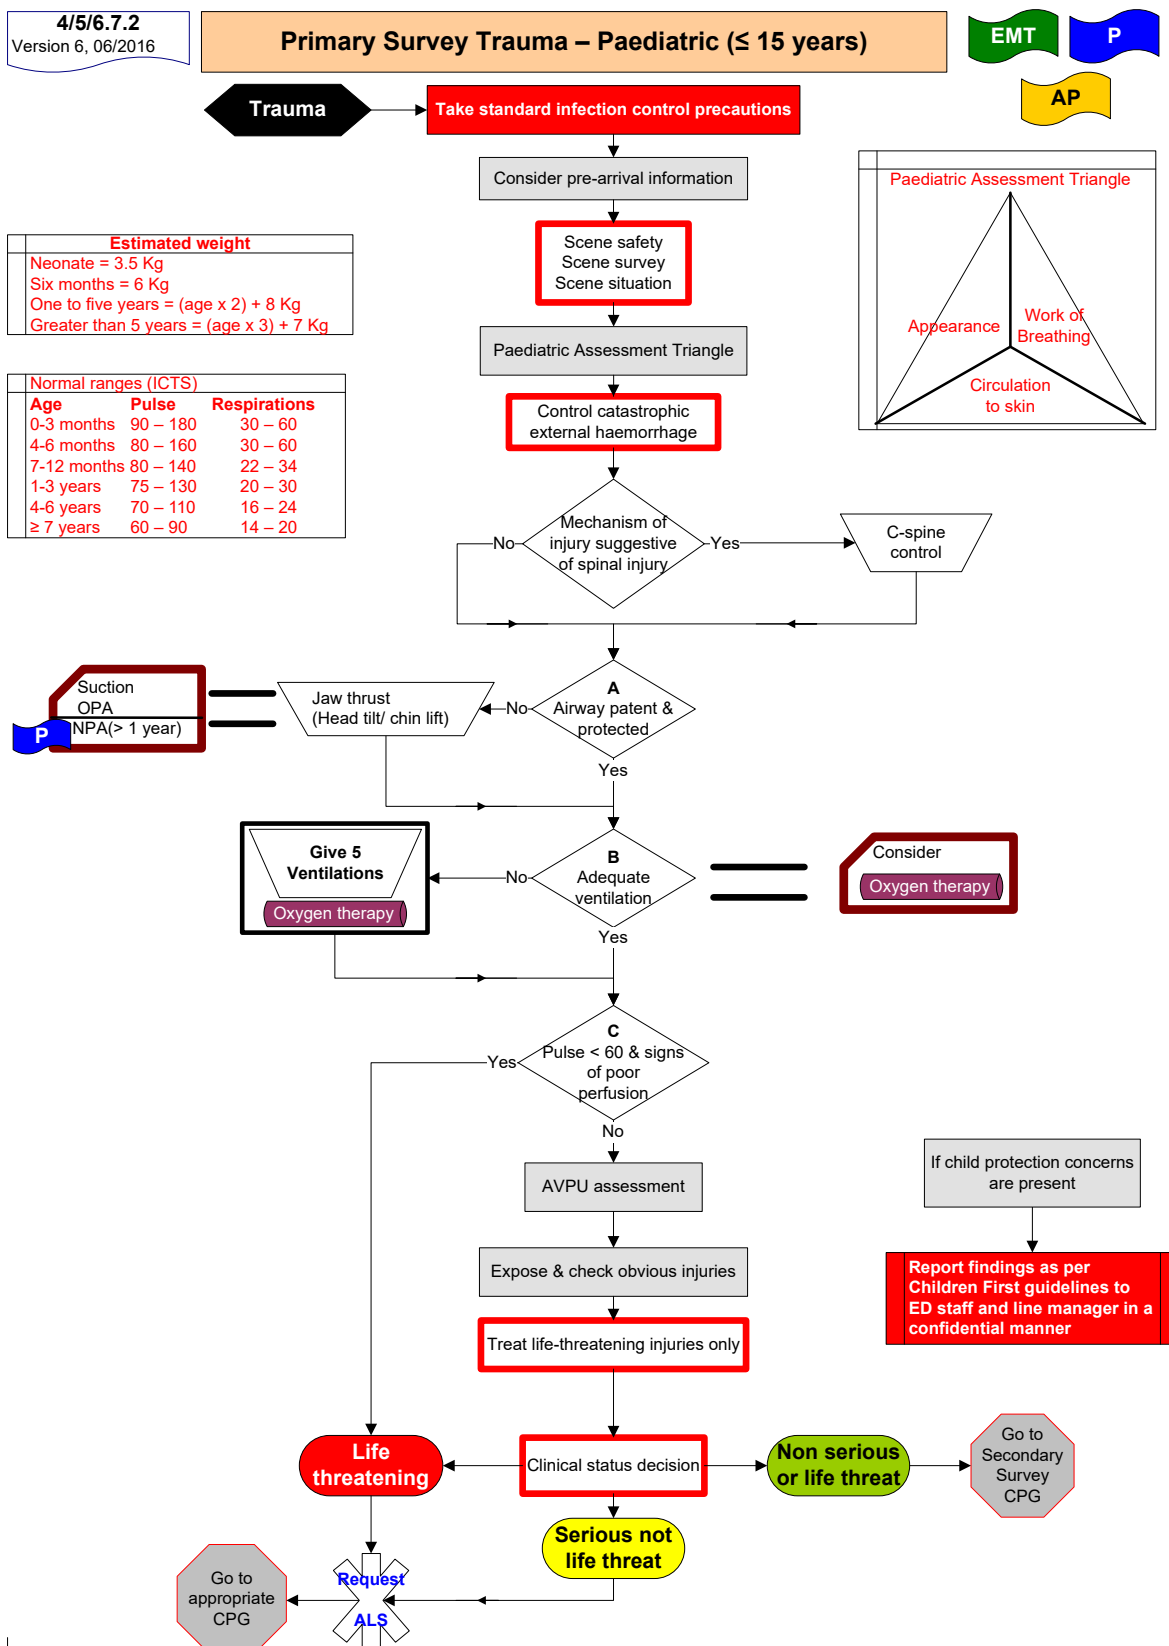 4/5/6.7.2
Version 6, 06/2016
Primary Survey Trauma – Paediatric (≤ 15 years)
EMT
P
AP
Trauma
Take standard infection control precautions
Consider pre-arrival information
Scene safety
Scene survey
Scene situation
Paediatric Assessment Triangle
Appearance
Work of
Breathing
Circulation
to skin
Estimated weight
Neonate = 3.5 Kg
Six months = 6 Kg
One to five years = (age x 2) + 8 Kg
Greater than 5 years = (age x 3) + 7 Kg
Paediatric Assessment Triangle
Normal ranges (ICTS)
Age Pulse Respirations
0-3 months 90 – 180 30 – 60
4-6 months 80 – 160 30 – 60
7-12 months 80 – 140 22 – 34
1-3 years 75 – 130 20 – 30
4-6 years 70 – 110 16 – 24
≥ 7 years 60 – 90 14 – 20
Control catastrophic
external haemorrhage
Mechanism of
injury suggestive
of spinal injury
No
Yes
C-spine
control
A
Airway patent &
protected
No
Yes
Jaw thrust
(Head tilt/ chin lift)
Suction
OPA
P
NPA(> 1 year)
B
Adequate
ventilation
No
Yes
Give 5
Ventilations
Oxygen therapy
Consider
Oxygen therapy
C
Pulse < 60 & signs
of poor
perfusion
Yes
No
AVPU assessment
Expose & check obvious injuries
Treat life-threatening injuries only
If child protection concerns
are present
Report findings as per
Children First guidelines to
ED staff and line manager in a
confidential manner
Life
threatening
Clinical status decision
Non serious
or life threat
Go to
Secondary
Survey
CPG
Serious not
life threat
Request
ALS
Go to
appropriate
CPG